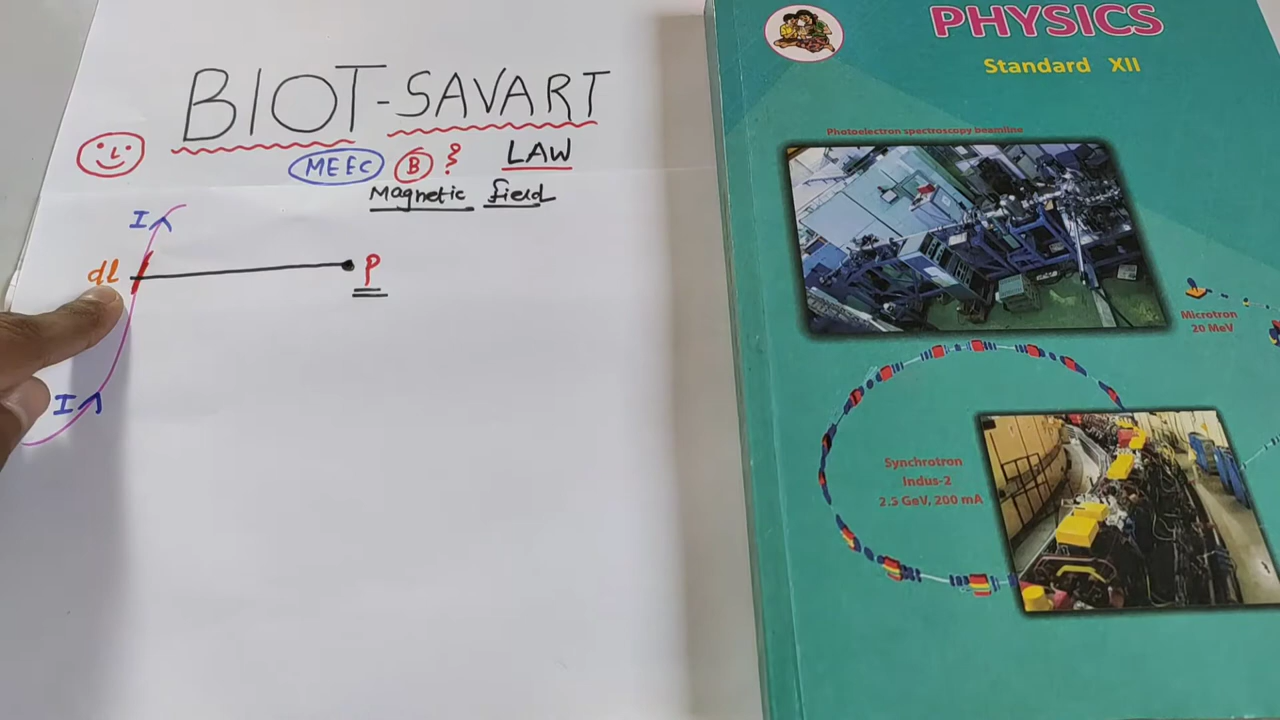 BIOT-SAVART
MEEC B ? LAW
Magnetic field
I
dl
P
I
PHYSICS
Standard XII
Photoelectron spectroscopy beamline
Microtron
20 MeV
Synchrotron
Indus-2
2.5 GeV, 200 mA